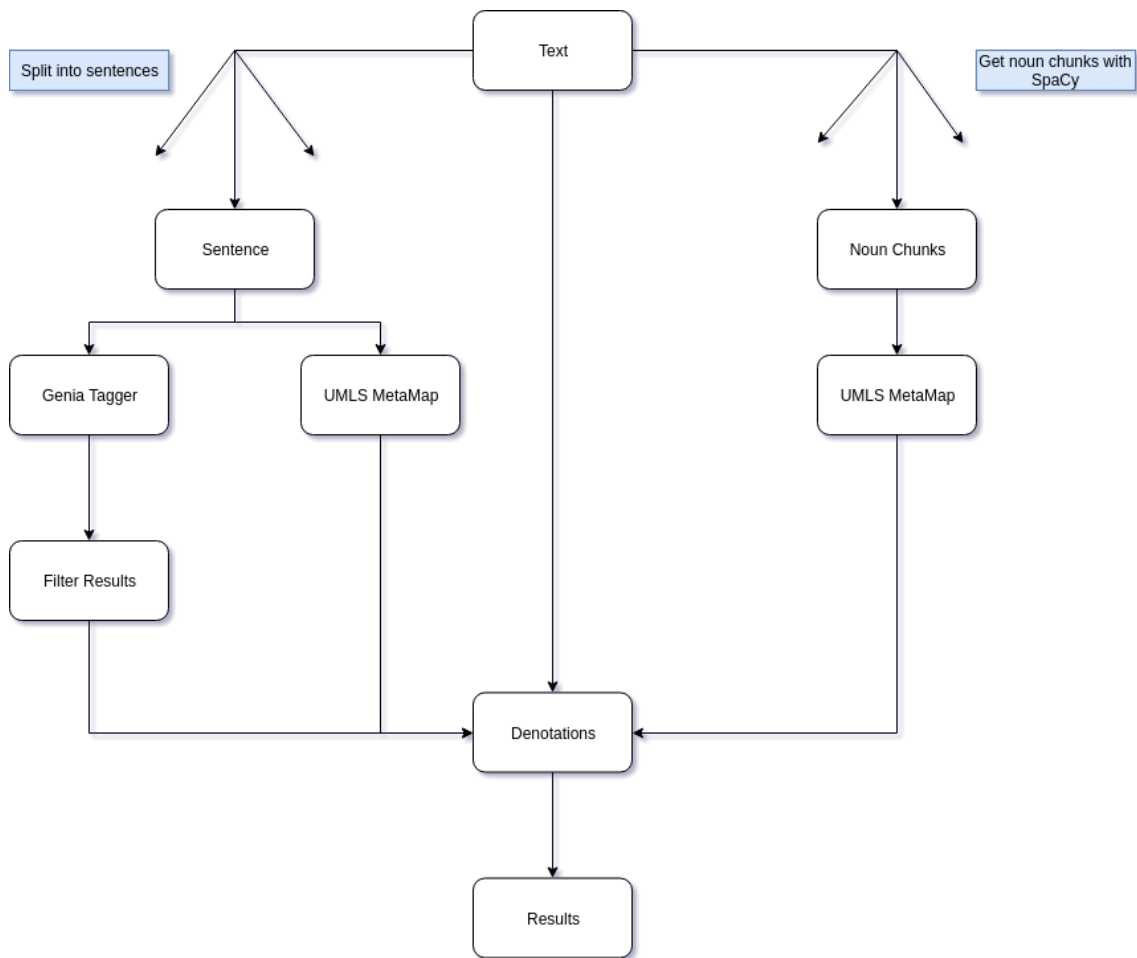 Text
Split into sentences
Get noun chunks with
SpaCy
Sentence
Noun Chunks
Genia Tagger
UMLS MetaMap
UMLS MetaMap
Filter Results
Denotations
Results